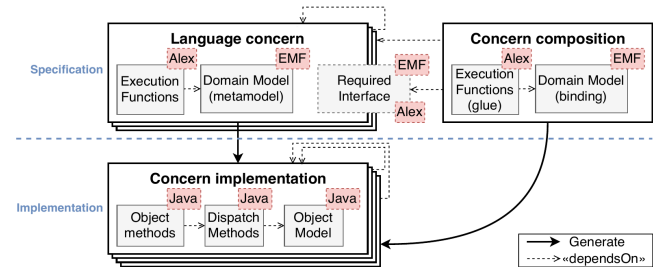 Language concern
Concern composition
Alex
EMF
EMF
Alex
EMF
Specification
Execution
Functions
Domain Model
(metamodel)
Required
Interface
Execution
Functions
(glue)
Domain Model
(binding)
Alex
Concern implementation
Java
Java
Java
Implementation
Object
methods
Dispatch
Methods
Object
Model
Generate
«dependsOn»